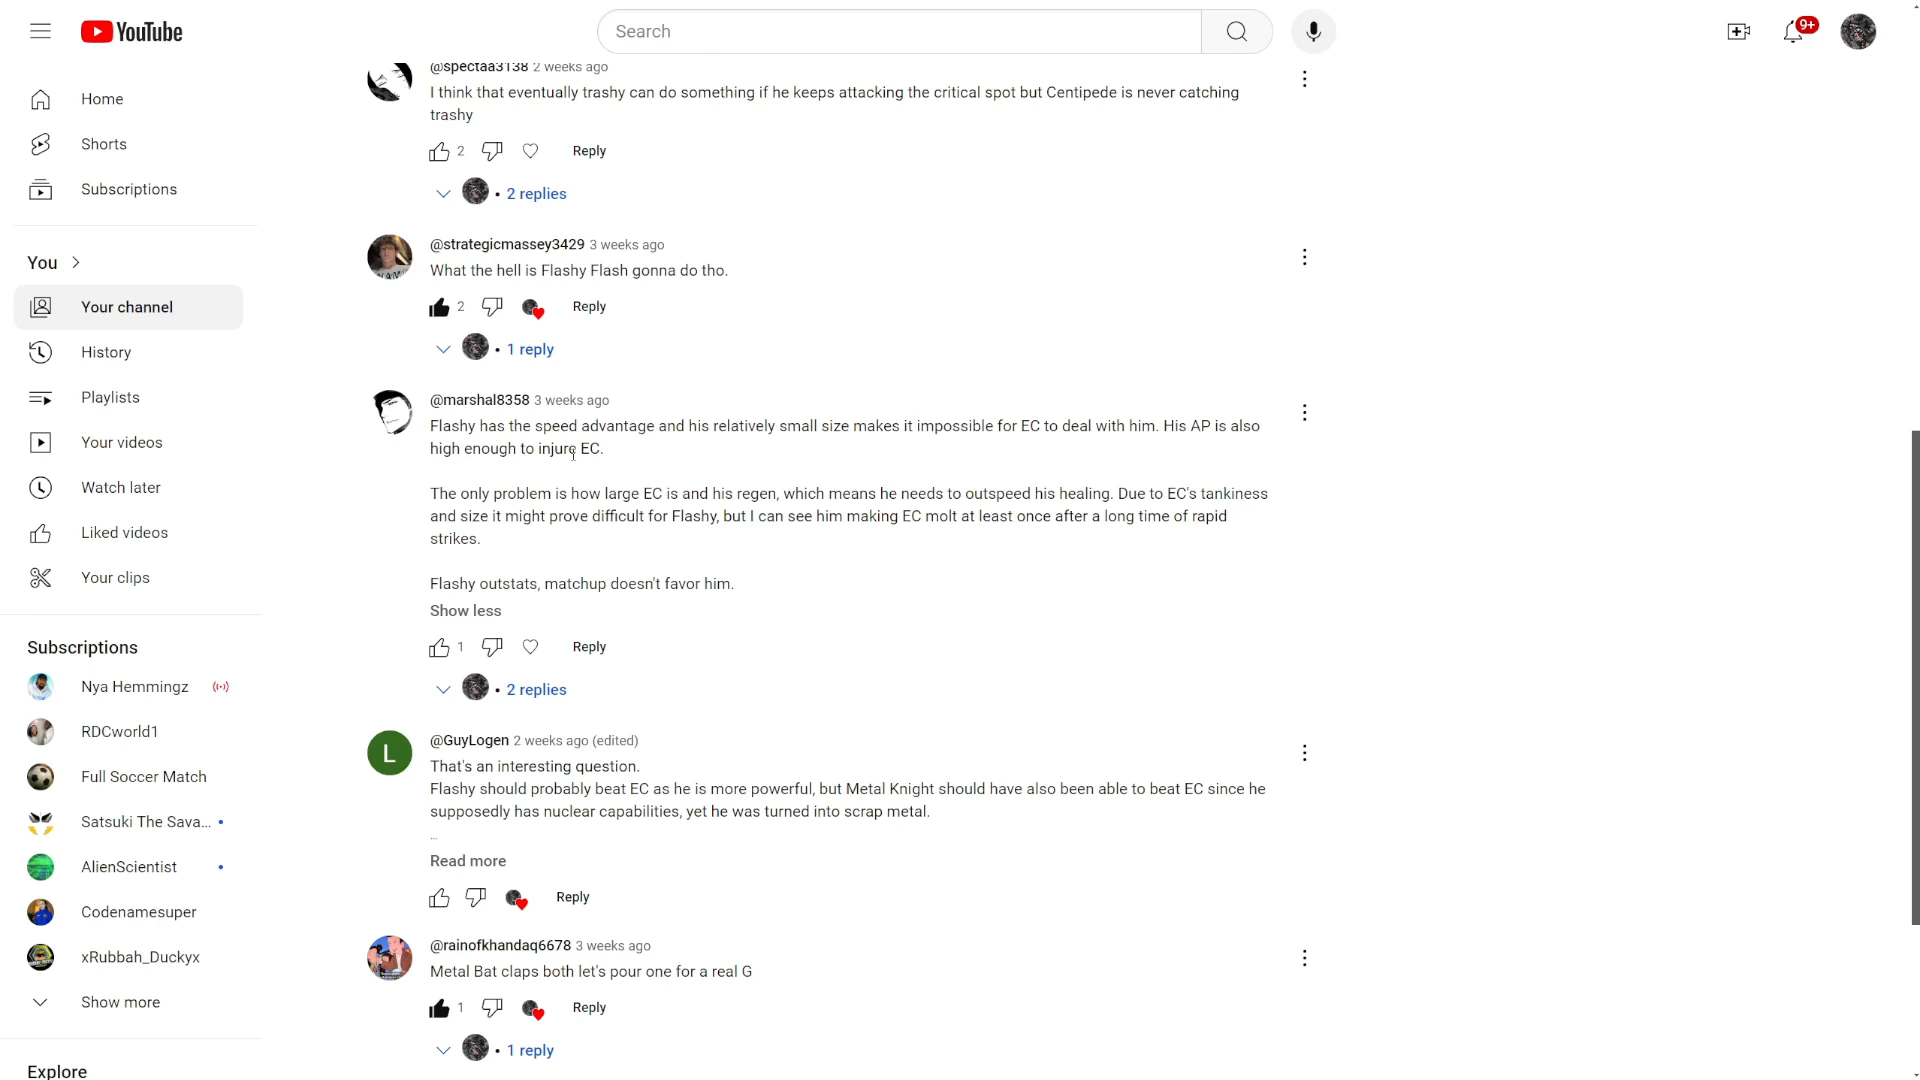 YouTube
Search
9+
Home
Shorts
Subscriptions
You
Your channel
History
Playlists
Your videos
Watch later
Liked videos
Your clips
Subscriptions
Nya Hemmingz
RDCworld1
Full Soccer Match
Satsuki The Sava...
AlienScientist
Codenamesuper
xRubbah_Duckyx
Show more
Explore
@spectaa3138 2 weeks ago
I think that eventually trashy can do something if he keeps attacking the critical spot but Centipede is never catching
trashy
2 Reply
• 2 replies
@strategicmassey3429 3 weeks ago
What the hell is Flashy Flash gonna do tho.
2 Reply
• 1 reply
@marshal8358 3 weeks ago
Flashy has the speed advantage and his relatively small size makes it impossible for EC to deal with him. His AP is also
high enough to injure EC.
The only problem is how large EC is and his regen, which means he needs to outspeed his healing. Due to EC's tankiness
and size it might prove difficult for Flashy, but I can see him making EC molt at least once after a long time of rapid
strikes.
Flashy outstats, matchup doesn't favor him.
Show less
1 Reply
• 2 replies
L
@GuyLogen 2 weeks ago (edited)
That's an interesting question.
Flashy should probably beat EC as he is more powerful, but Metal Knight should have also been able to beat EC since he
supposedly has nuclear capabilities, yet he was turned into scrap metal.
...
Read more
Reply
@rainofkhandaq6678 3 weeks ago
Metal Bat claps both let's pour one for a real G
1 Reply
• 1 reply